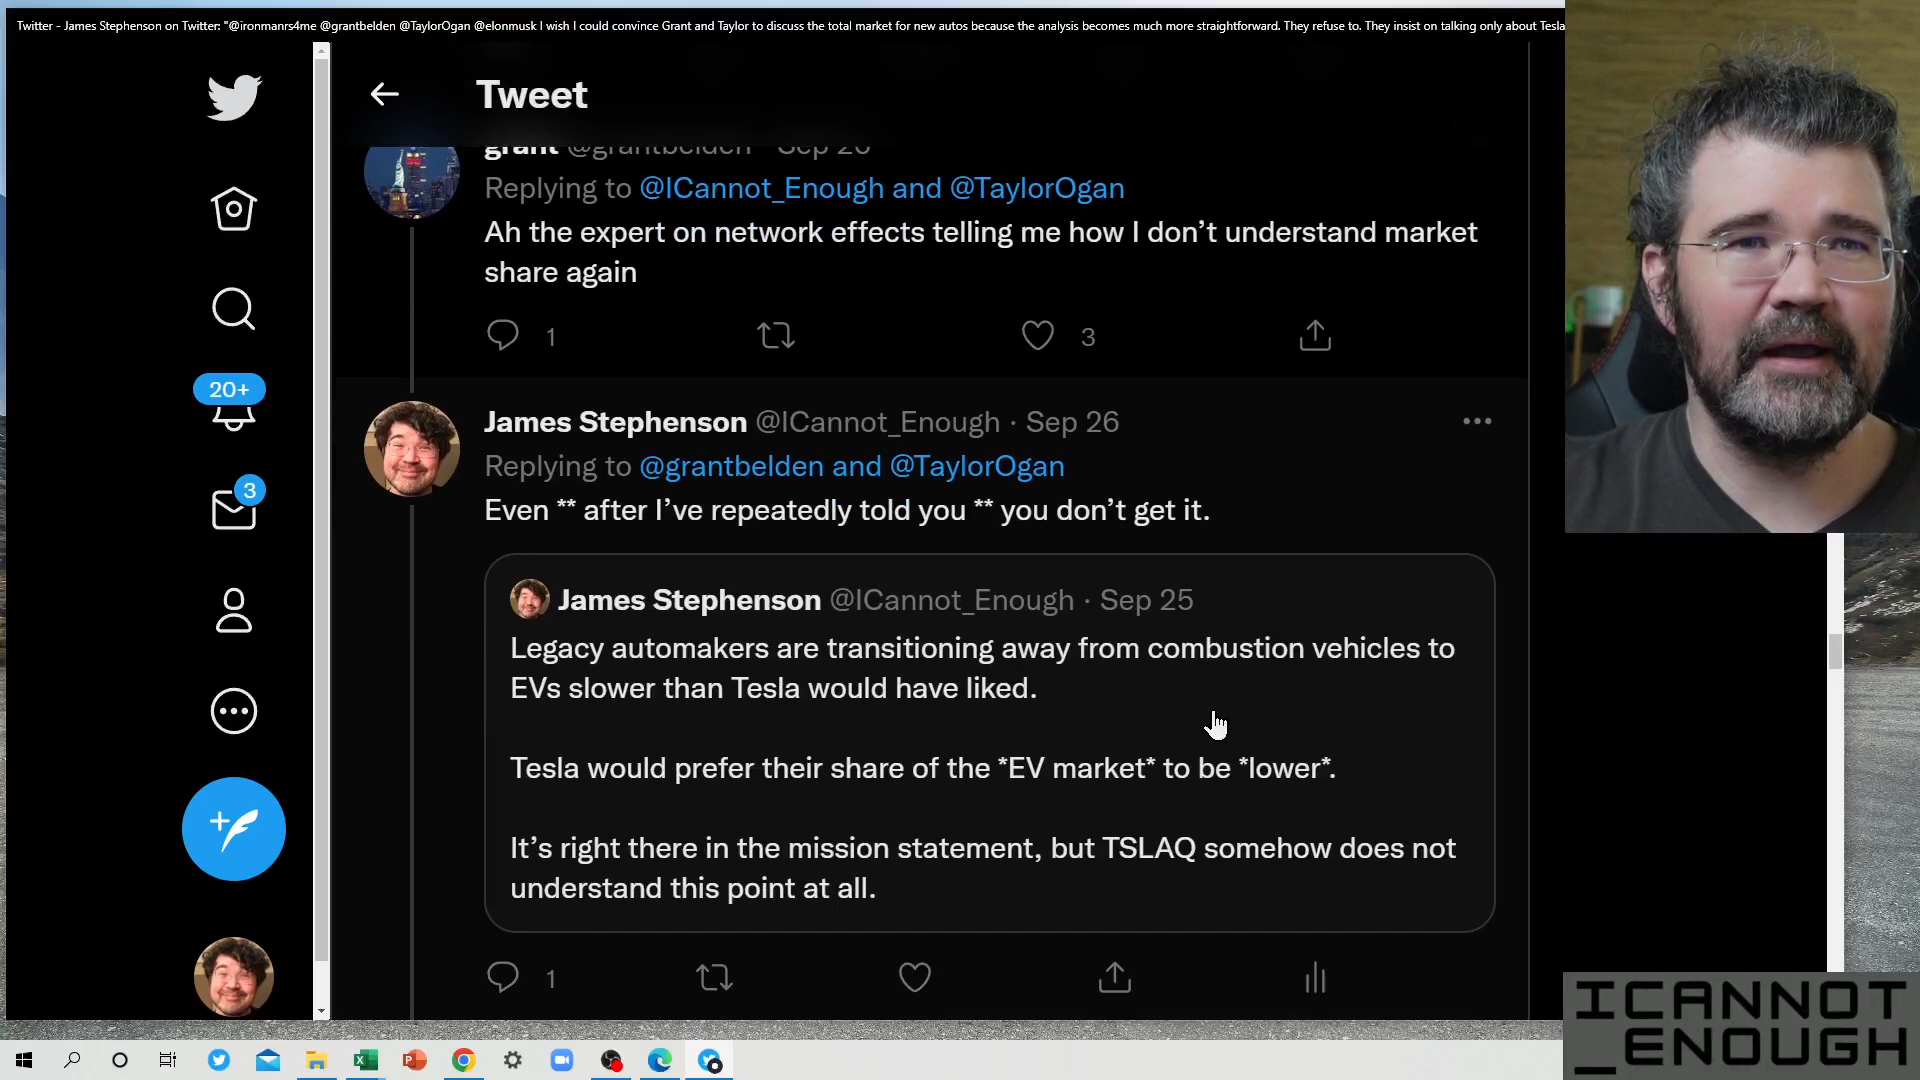 Twitter - James Stephenson on Twitter: "@ironmanrs4me @grantbelden @TaylorOgan @elonmusk I wish I could convince Grant and Taylor to discuss the total market for new autos because the analysis becomes much more straightforward. They refuse to. They insist on talking only about Tesla
Tweet
grant @grantbelden · Sep 26
Replying to @ICannot_Enough and @TaylorOgan
Ah the expert on network effects telling me how I don’t understand market
share again
1
3
20+
James Stephenson @ICannot_Enough · Sep 26
Replying to @grantbelden and @TaylorOgan
3
Even ** after I’ve repeatedly told you ** you don’t get it.
James Stephenson @ICannot_Enough · Sep 25
Legacy automakers are transitioning away from combustion vehicles to
EVs slower than Tesla would have liked.
Tesla would prefer their share of the *EV market* to be *lower*.
It’s right there in the mission statement, but TSLAQ somehow does not
understand this point at all.
1
ICANNOT
_ENOUGH